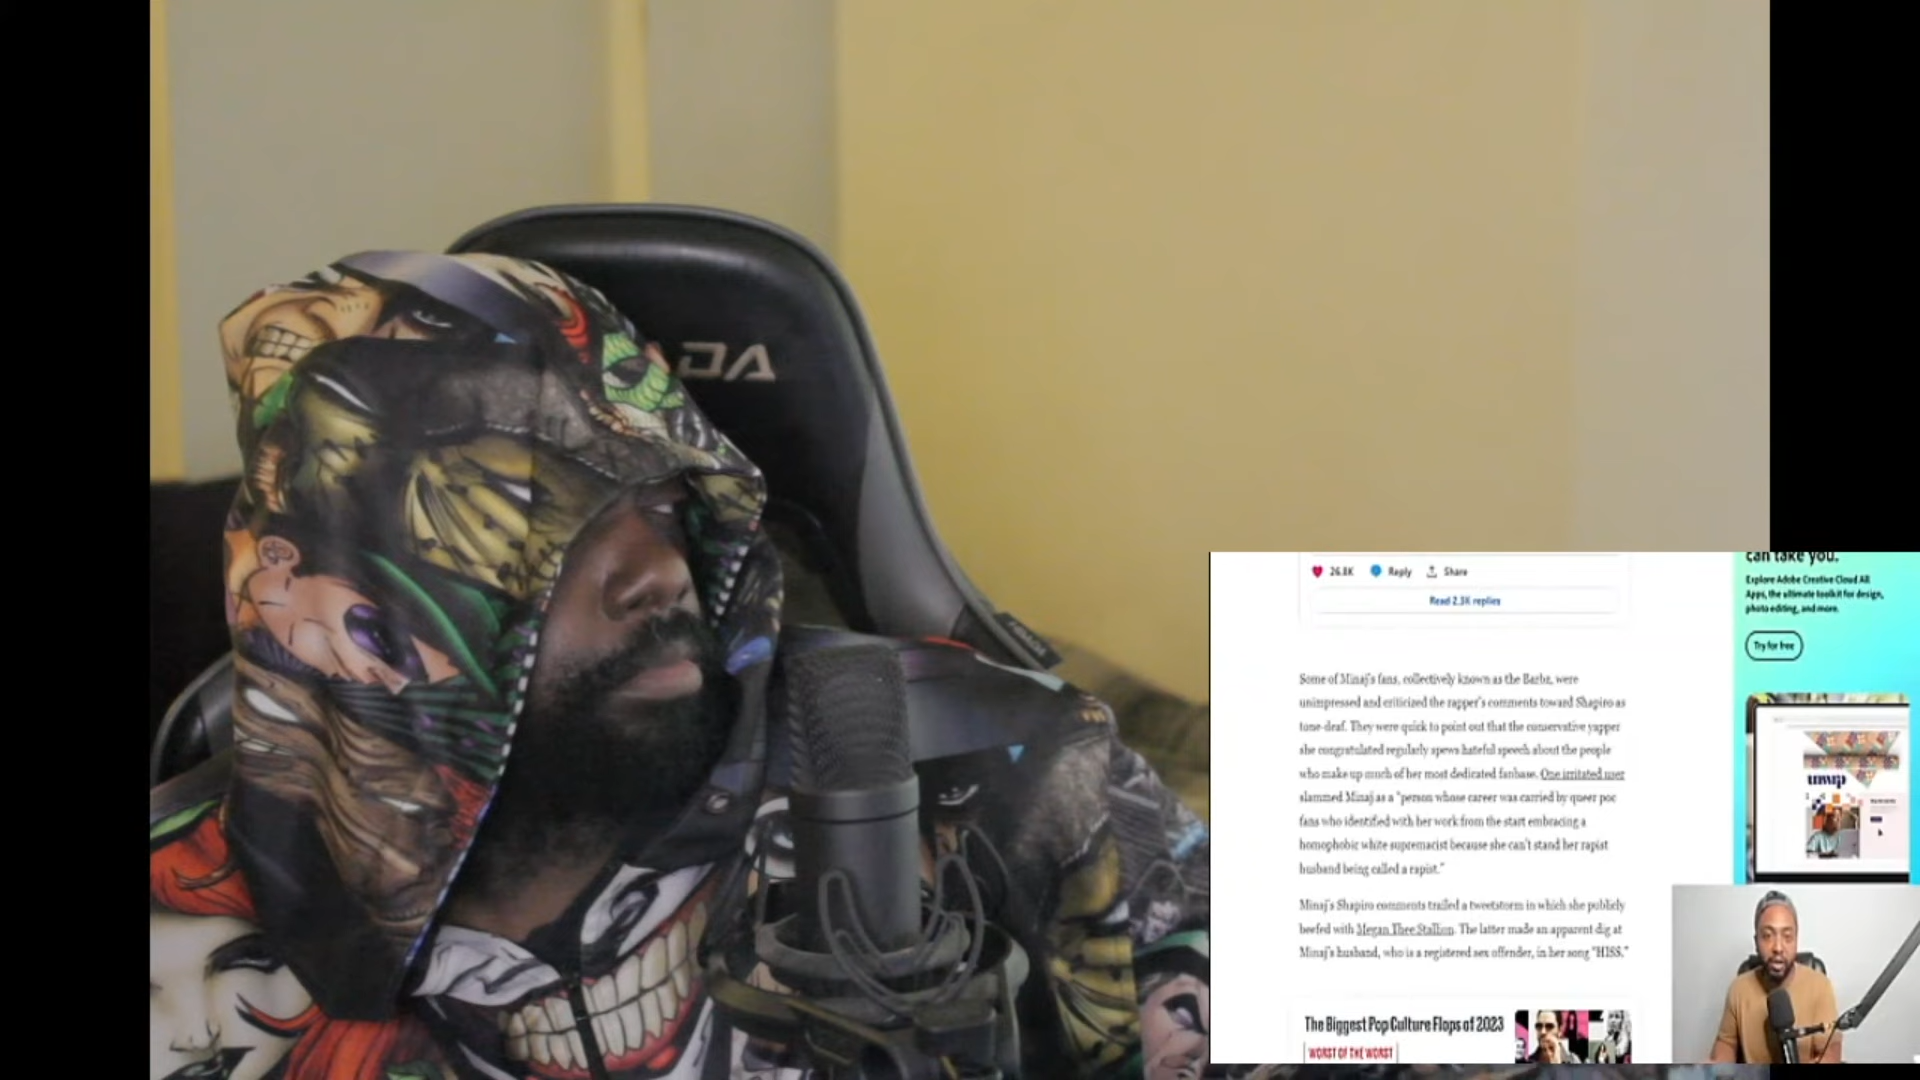 DA
can take you.
Explore Adobe Creative Cloud All
Apps, the ultimate toolkit for design,
photo editing, and more.
Try for free
26.8K Reply Share
Read 2.3K replies
Some of Minaj's fans, collectively known as the Barbz, were
unimpressed and criticized the rapper's comments toward Shapiro as
tone-deaf. They were quick to point out that the conservative yapper
she congratulated regularly spews hateful speech about the people
who make up much of her most dedicated fanbase. One irritated user
slammed Minaj as a "person whose career was carried by queer poc
fans who identified with her work from the start embracing a
homophobic white supremacist because she can't stand her rapist
husband being called a rapist."
Minaj's Shapiro comments trailed a tweetstorm in which she publicly
beefed with Megan Thee Stallion. The latter made an apparent dig at
Minaj's husband, who is a registered sex offender, in her song "HISS."
The Biggest Pop Culture Flops of 2023
WORST OF THE WORST